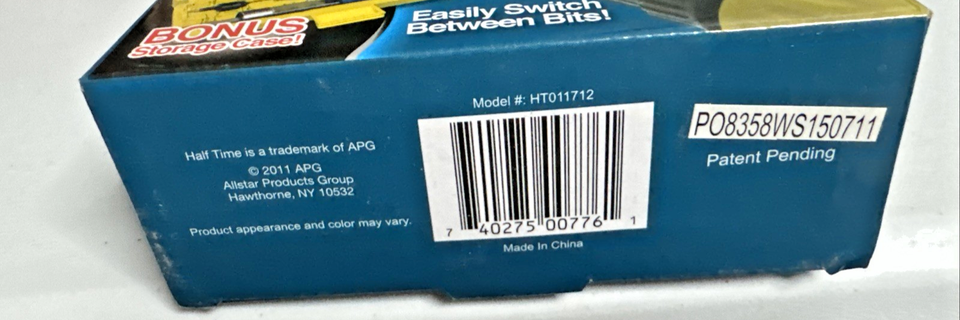 BONUS
Storage Case!
Easily Switch
Between Bits!
Model #: HT011712
PO8358WS150711
Patent Pending
Half Time is a trademark of APG
© 2011 APG
Allstar Products Group
Hawthorne, NY 10532
Product appearance and color may vary.
7 40275 00776 1
Made In China